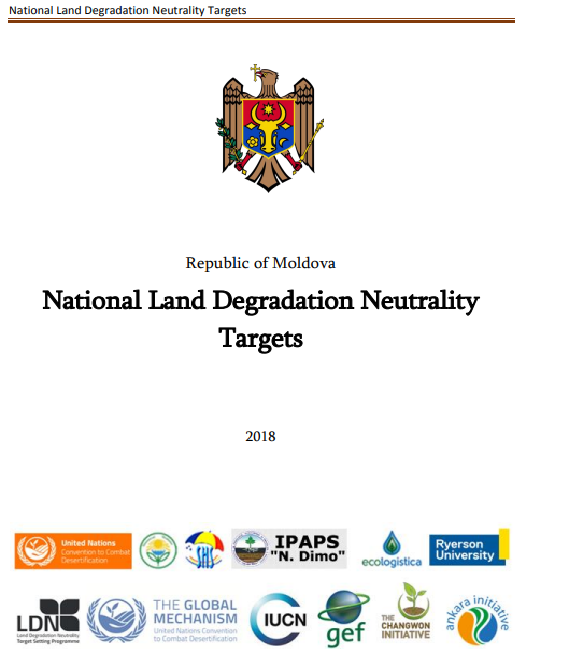 National Land Degradation Neutrality Targets
Republic of Moldova
National Land Degradation Neutrality
Targets
2018
United Nations
Convention to Combat
Desertification
SHS
IPAPS
"N. Dimo"
ecologistica
Ryerson
University
LDN
Land Degradation Neutrality
Target Setting Programme
THE GLOBAL
MECHANISM
United Nations Convention
to Combat Desertification
IUCN
gef
THE
CHANGWON
INITIATIVE
ankara initiative